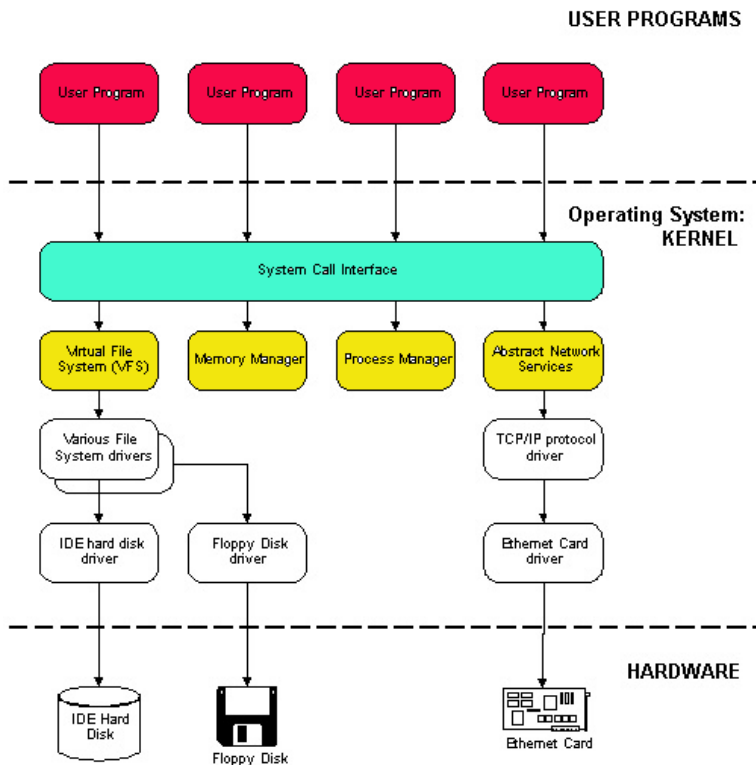 USER PROGRAMS
User Program
User Program
User Program
User Program
Operating System:
KERNEL
System Call Interface
Virtual File
System (VFS)
Memory Manager
Process Manager
Abstract Network
Services
Various File
System drivers
TCP/IP protocol
driver
IDE hard disk
driver
Floppy Disk
driver
Ethernet Card
driver
HARDWARE
IDE Hard
Disk
Floppy Disk
Ethernet Card